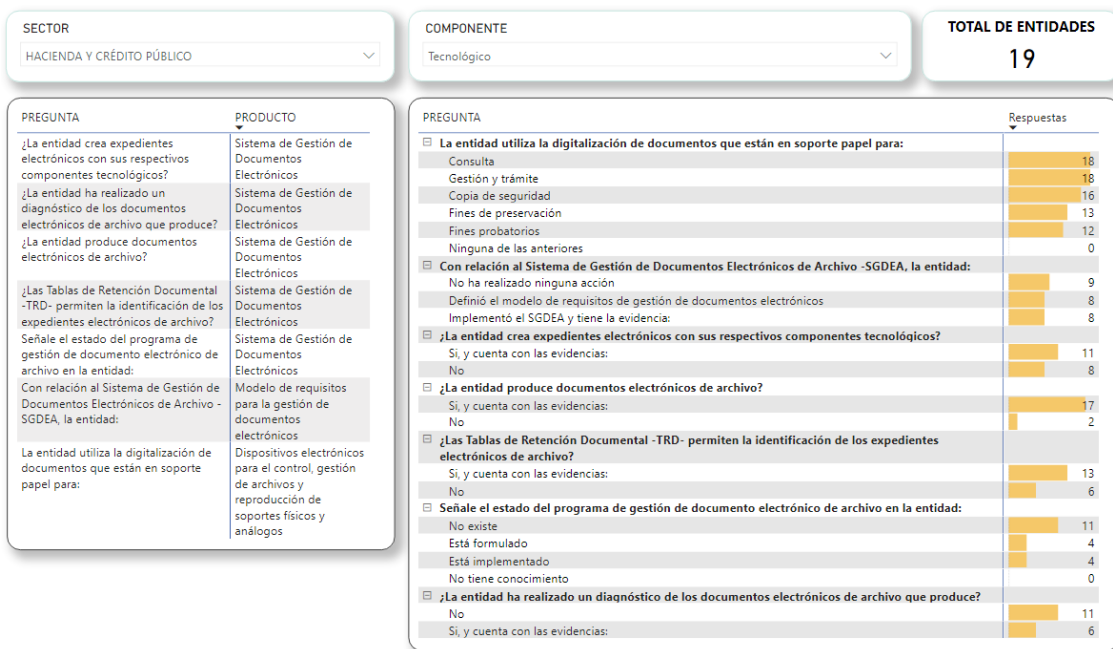 SECTOR
HACIENDA Y CRÉDITO PÚBLICO
COMPONENTE
Tecnológico
TOTAL DE ENTIDADES
19
PREGUNTA PRODUCTO
¿La entidad crea expedientes Sistema de Gestión de
electrónicos con sus respectivos Documentos
componentes tecnológicos? Electrónicos
¿La entidad ha realizado un Sistema de Gestión de
diagnóstico de los documentos Documentos
electrónicos de archivo que produce? Electrónicos
¿La entidad produce documentos Sistema de Gestión de
electrónicos de archivo? Documentos
Electrónicos
¿Las Tablas de Retención Documental Sistema de Gestión de
-TRD- permiten la identificación de los Documentos
expedientes electrónicos de archivo? Electrónicos
Señale el estado del programa de Sistema de Gestión de
gestión de documento electrónico de Documentos
archivo en la entidad: Electrónicos
Con relación al Sistema de Gestión de Modelo de requisitos
Documentos Electrónicos de Archivo - para la gestión de
SGDEA, la entidad: documentos
electrónicos
La entidad utiliza la digitalización de Dispositivos electrónicos
documentos que están en soporte para el control, gestión
papel para: de archivos y
reproducción de
soportes físicos y
análogos
PREGUNTA Respuestas
La entidad utiliza la digitalización de documentos que están en soporte papel para:
Consulta 18
Gestión y trámite 18
Copia de seguridad 16
Fines de preservación 13
Fines probatorios 12
Ninguna de las anteriores 0
Con relación al Sistema de Gestión de Documentos Electrónicos de Archivo -SGDEA, la entidad:
No ha realizado ninguna acción 9
Definió el modelo de requisitos de gestión de documentos electrónicos 8
Implementó el SGDEA y tiene la evidencia: 8
¿La entidad crea expedientes electrónicos con sus respectivos componentes tecnológicos?
Si, y cuenta con las evidencias: 11
No 8
¿La entidad produce documentos electrónicos de archivo?
Si, y cuenta con las evidencias: 17
No 2
¿Las Tablas de Retención Documental -TRD- permiten la identificación de los expedientes
electrónicos de archivo?
Si, y cuenta con las evidencias: 13
No 6
Señale el estado del programa de gestión de documento electrónico de archivo en la entidad:
No existe 11
Está formulado 4
Está implementado 4
No tiene conocimiento 0
¿La entidad ha realizado un diagnóstico de los documentos electrónicos de archivo que produce?
No 11
Si, y cuenta con las evidencias: 6